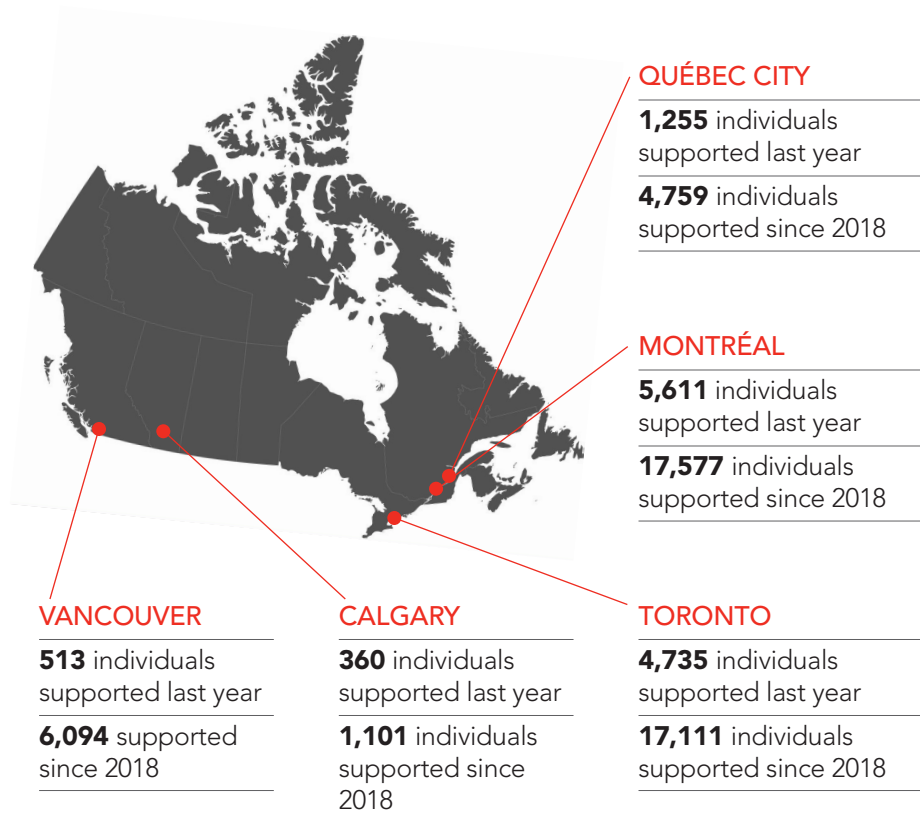 QUÉBEC CITY
1,255 individuals
supported last year
4,759 individuals
supported since 2018
MONTRÉAL
5,611 individuals
supported last year
17,577 individuals
supported since 2018
VANCOUVER
513 individuals
supported last year
6,094 supported
since 2018
CALGARY
360 individuals
supported last year
1,101 individuals
supported since
2018
TORONTO
4,735 individuals
supported last year
17,111 individuals
supported since 2018